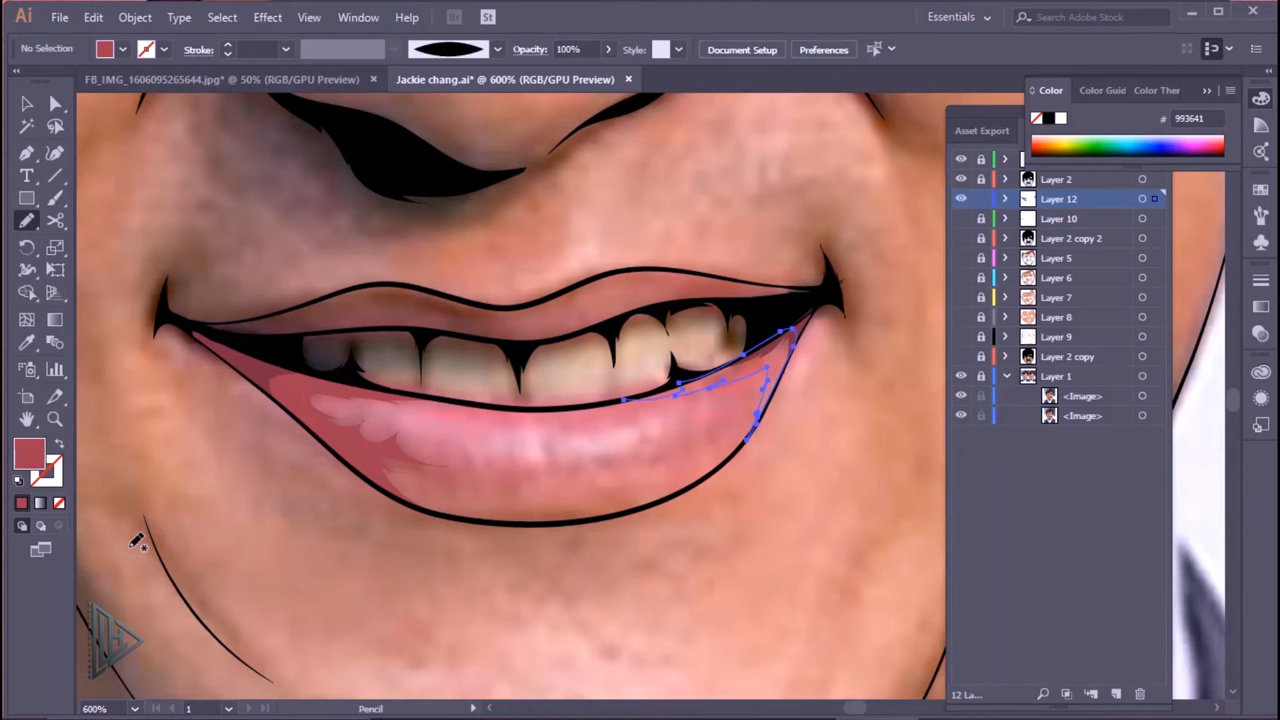 Ai File Edit Object Type Select Effect View Window Help Br St Essentials Search Adobe Stock
No Selection Stroke: Opacity: 100% Style: Document Setup Preferences
FB_IMG_1606095265644.jpg* @ 50% (RGB/GPU Preview) × Jackie chang.ai* @ 600% (RGB/GPU Preview) ×
Color Color Guid Color Ther
# 993641
Asset Export
Layer 2
Layer 12
Layer 10
Layer 2 copy 2
Layer 5
Layer 6
Layer 7
Layer 8
Layer 9
Layer 2 copy
Layer 1
<Image>
<Image>
600% 1 Pencil 12 La...